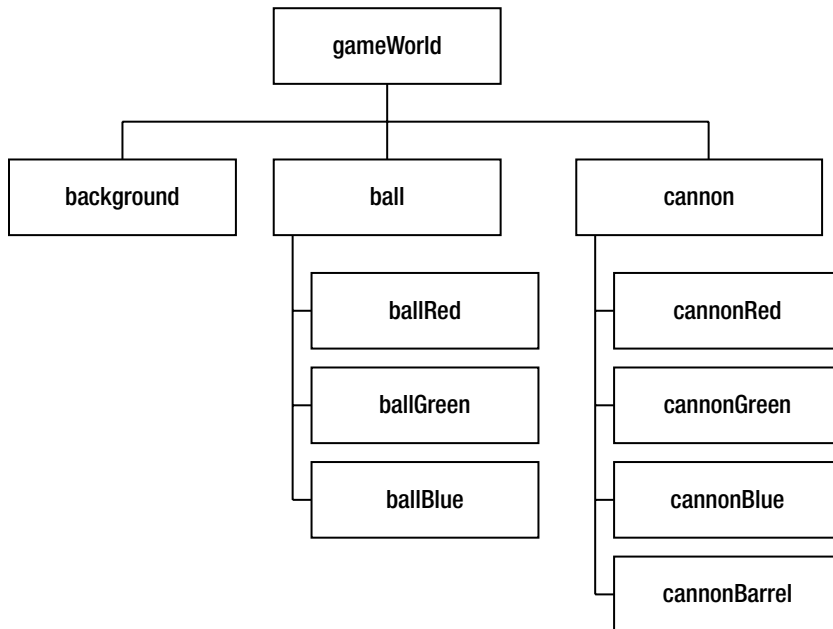 gameWorld
background
ball
cannon
ballRed
cannonRed
ballGreen
cannonGreen
ballBlue
cannonBlue
cannonBarrel